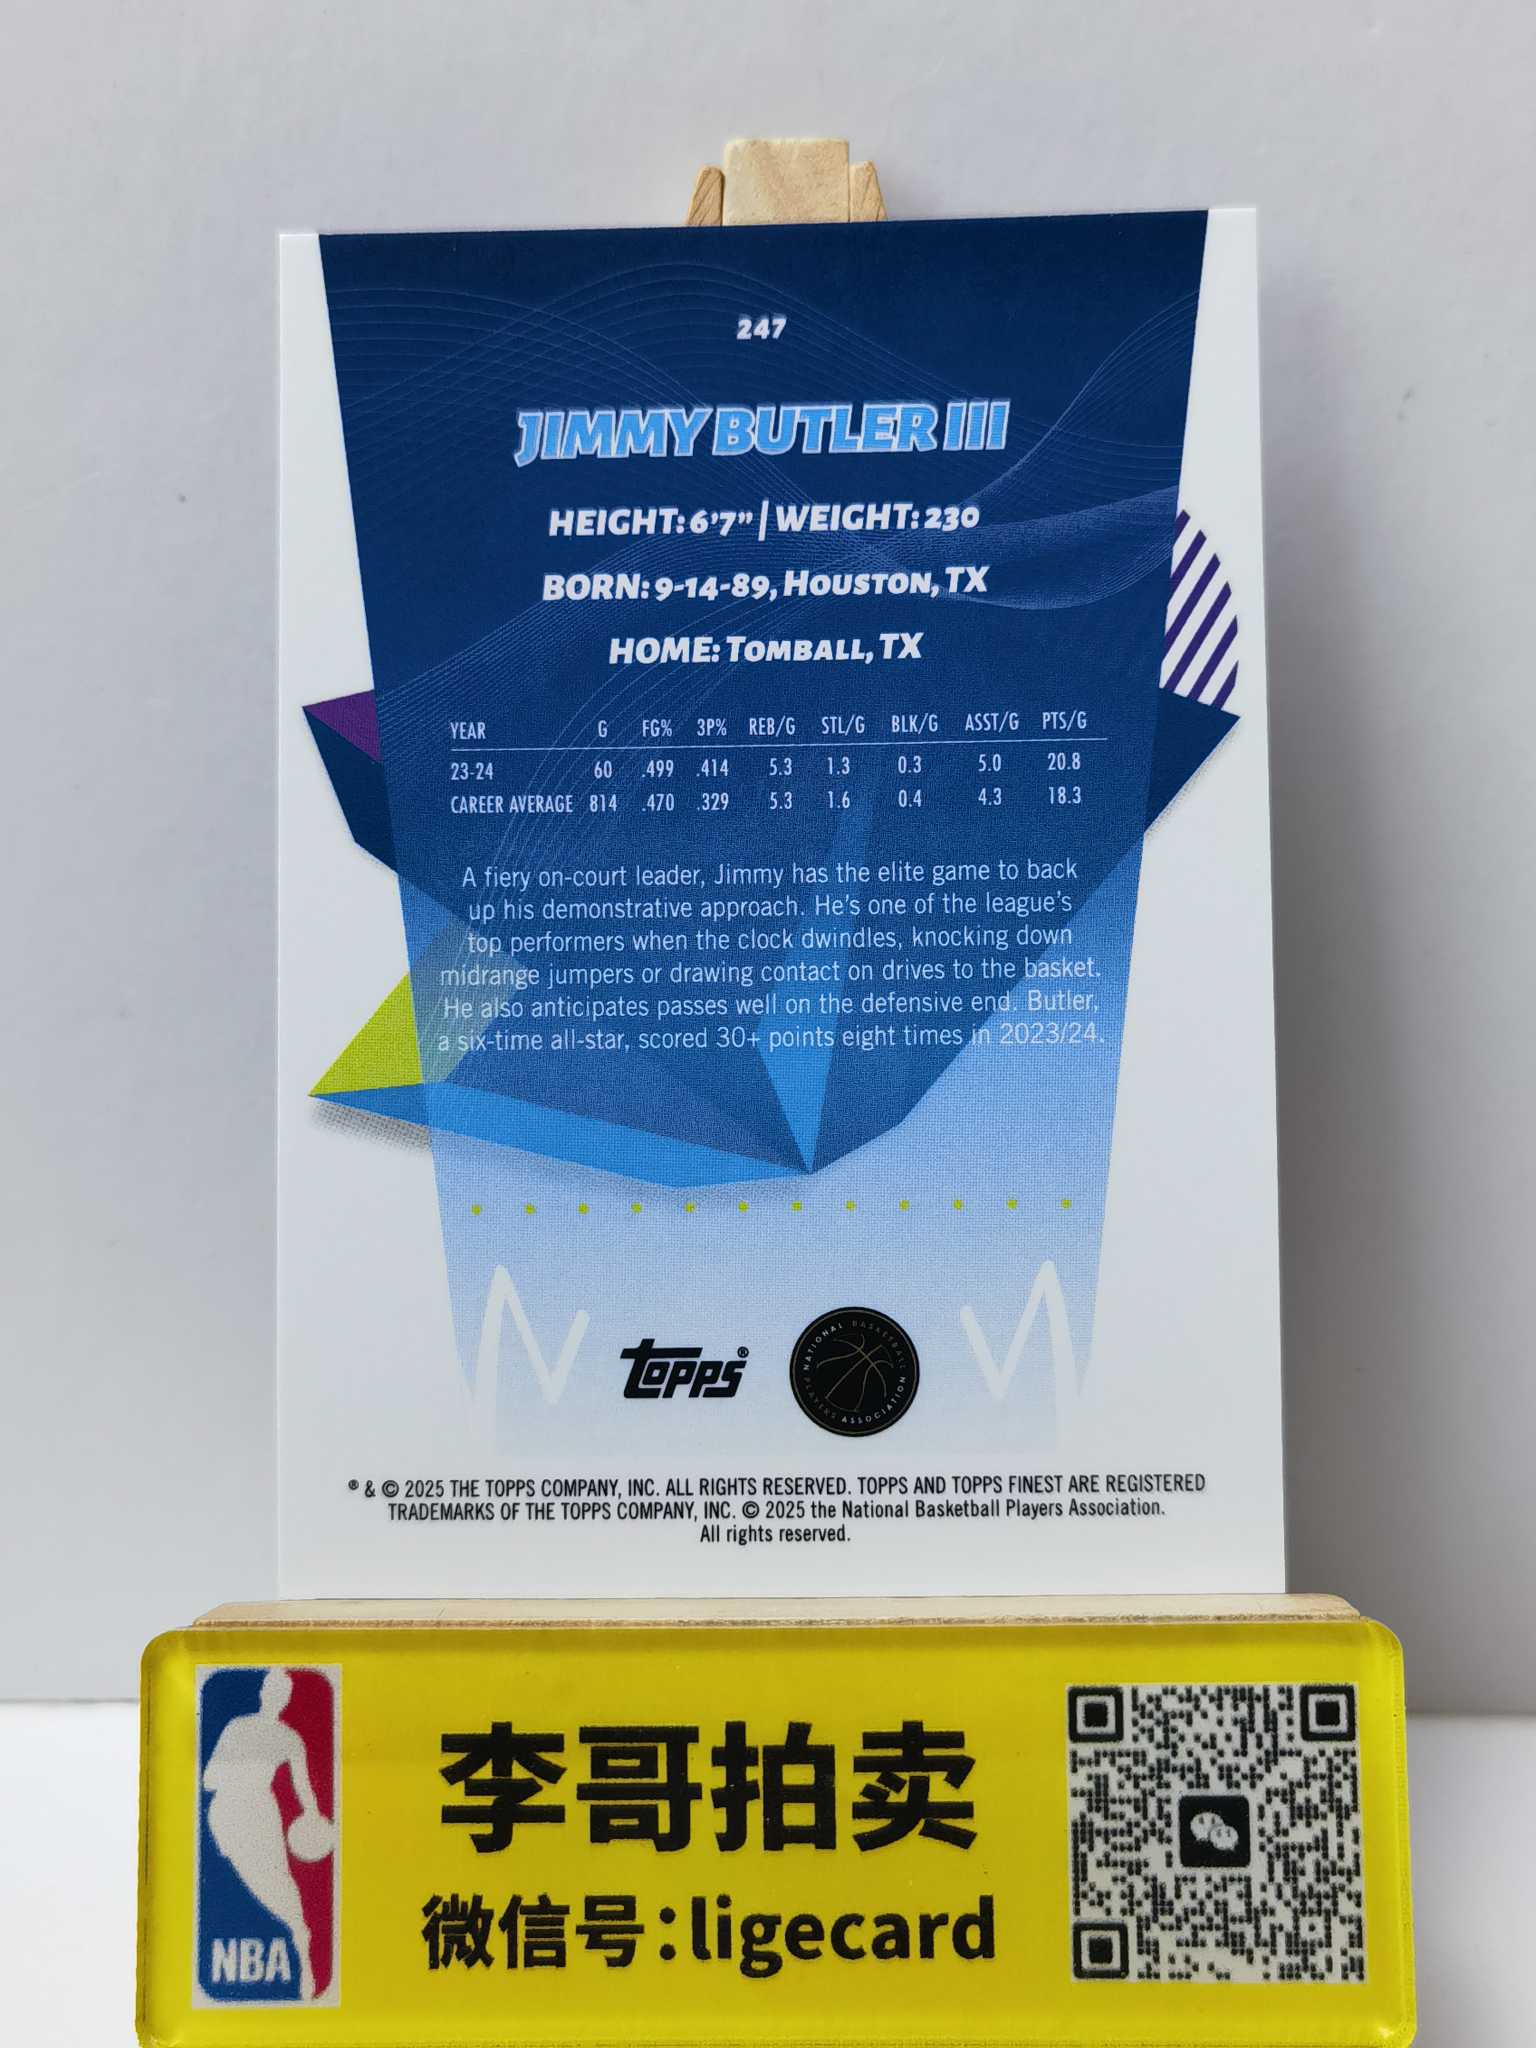 247
JIMMY BUTLER III
HEIGHT: 6'7" | WEIGHT: 230
BORN: 9-14-89, HOUSTON, TX
HOME: TOMBALL, TX
YEAR G FG% 3P% REB/G STL/G BLK/G ASST/G PTS/G
23-24 60 .499 .414 5.3 1.3 0.3 5.0 20.8
CAREER AVERAGE 814 .470 .329 5.3 1.6 0.4 4.3 18.3
A fiery on-court leader, Jimmy has the elite game to back
up his demonstrative approach. He's one of the league's
top performers when the clock dwindles, knocking down
midrange jumpers or drawing contact on drives to the basket.
He also anticipates passes well on the defensive end. Butler,
a six-time all-star, scored 30+ points eight times in 2023/24.
topps®
NATIONAL BASKETBALL PLAYERS ASSOCIATION
® & © 2025 THE TOPPS COMPANY, INC. ALL RIGHTS RESERVED. TOPPS AND TOPPS FINEST ARE REGISTERED
TRADEMARKS OF THE TOPPS COMPANY, INC. © 2025 the National Basketball Players Association.
All rights reserved.
NBA
李哥拍卖
微信号:ligecard